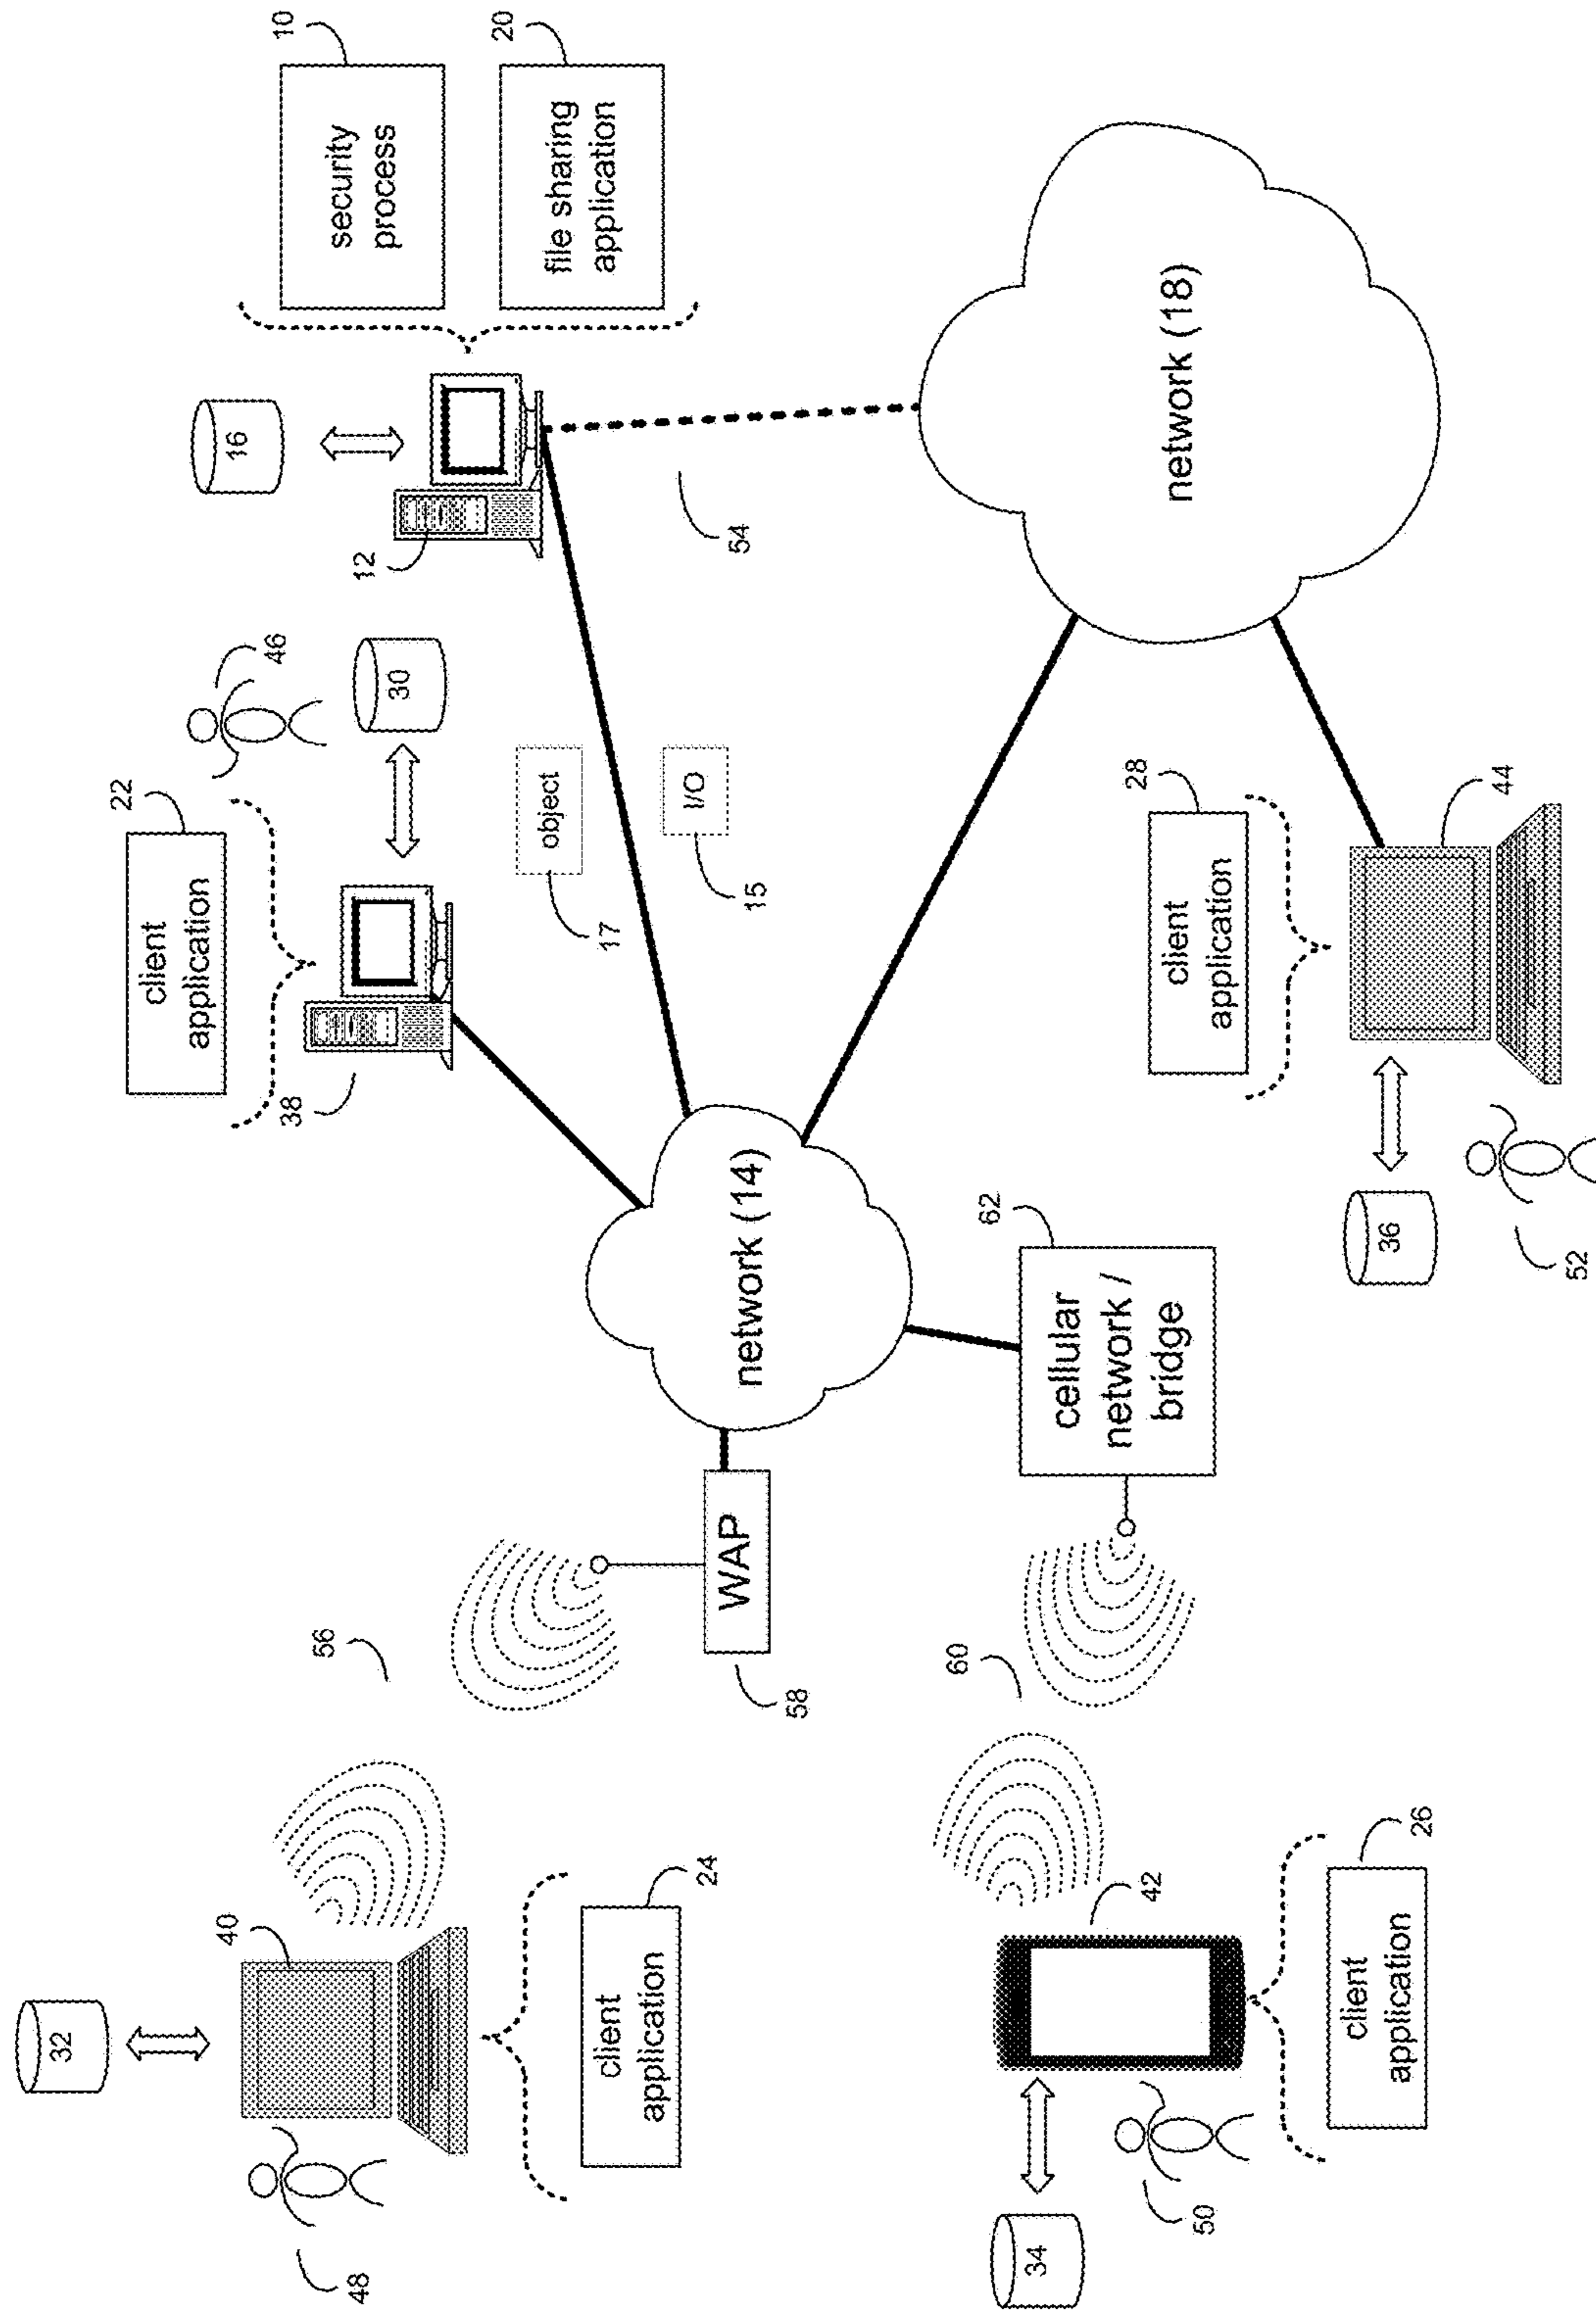 32
40
48
client
application
24
56
WAP
58
22
client
application
38
46
30
16
12
10
security
process
20
file sharing
application
object
17
I/O
15
54
network (14)
network (18)
62
cellular
network /
bridge
60
34
42
50
client
application
26
28
client
application
44
36
52